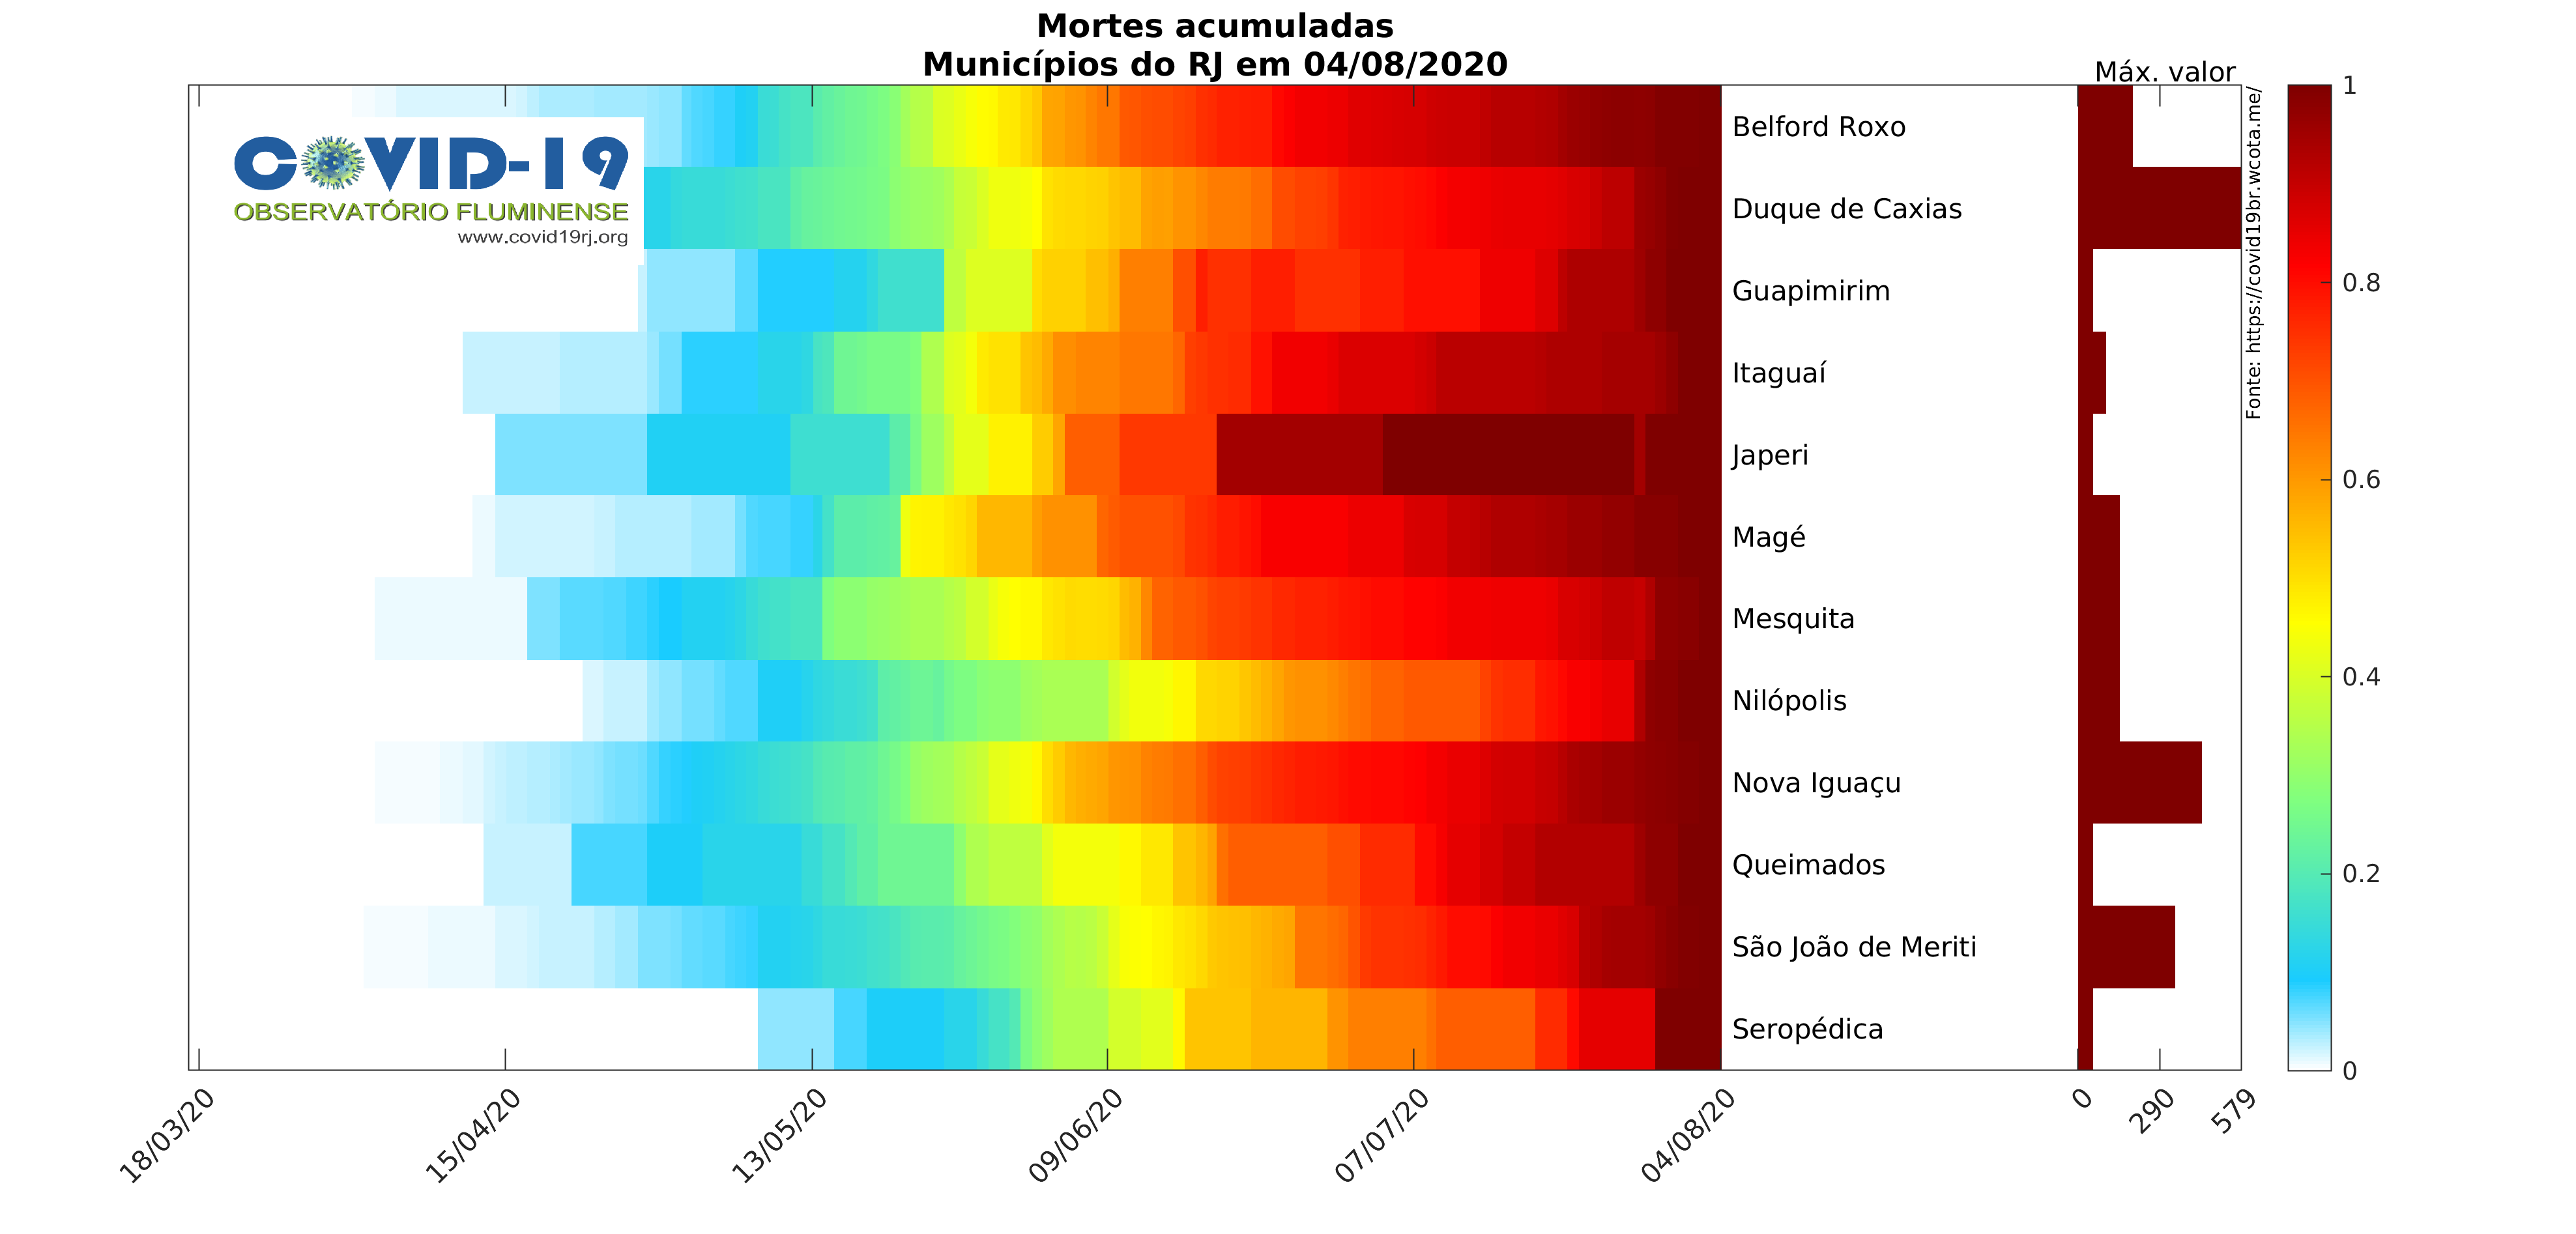 Mortes acumuladas
Municípios do RJ em 04/08/2020
Máx. valor
COVID-19
OBSERVATÓRIO FLUMINENSE
www.covid19rj.org
Belford Roxo
Duque de Caxias
Guapimirim
Itaguaí
Japeri
Magé
Mesquita
Nilópolis
Nova Iguaçu
Queimados
São João de Meriti
Seropédica
Fonte: https://covid19br.wcota.me/
1
0.8
0.6
0.4
0.2
0
18/03/20
15/04/20
13/05/20
09/06/20
07/07/20
04/08/20
0
290
579